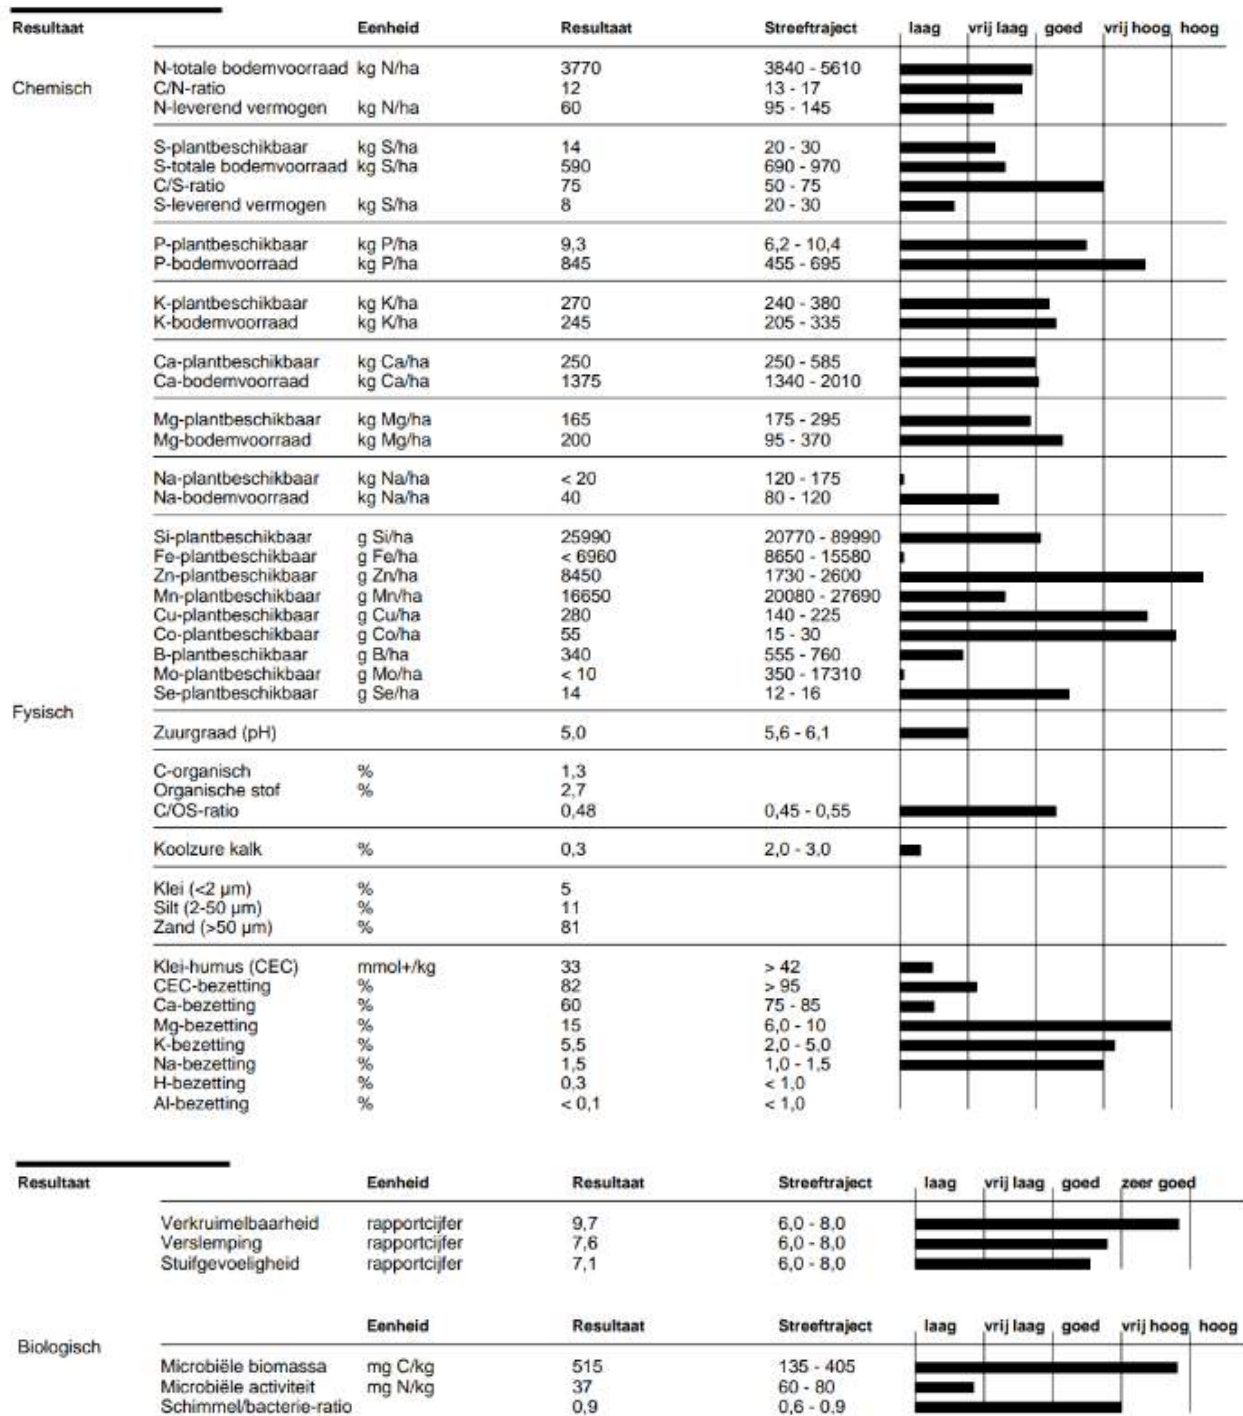 Resultaat Eenheid Resultaat Streeftraject laag vrij laag goed vrij hoog hoog
N-totale bodemvoorraad kg N/ha 3770 3840 - 5610
Chemisch C/N-ratio 12 13 - 17
N-leverend vermogen kg N/ha 60 95 - 145
S-plantbeschikbaar kg S/ha 14 20 - 30
S-totale bodemvoorraad kg S/ha 590 690 - 970
C/S-ratio 75 50 - 75
S-leverend vermogen kg S/ha 8 20 - 30
P-plantbeschikbaar kg P/ha 9,3 6,2 - 10,4
P-bodemvoorraad kg P/ha 845 455 - 695
K-plantbeschikbaar kg K/ha 270 240 - 380
K-bodemvoorraad kg K/ha 245 205 - 335
Ca-plantbeschikbaar kg Ca/ha 250 250 - 585
Ca-bodemvoorraad kg Ca/ha 1375 1340 - 2010
Mg-plantbeschikbaar kg Mg/ha 165 175 - 295
Mg-bodemvoorraad kg Mg/ha 200 95 - 370
Na-plantbeschikbaar kg Na/ha < 20 120 - 175
Na-bodemvoorraad kg Na/ha 40 80 - 120
Si-plantbeschikbaar g Si/ha 25990 20770 - 89990
Fe-plantbeschikbaar g Fe/ha < 6960 8650 - 15580
Zn-plantbeschikbaar g Zn/ha 8450 1730 - 2600
Mn-plantbeschikbaar g Mn/ha 16650 20080 - 27690
Cu-plantbeschikbaar g Cu/ha 280 140 - 225
Co-plantbeschikbaar g Co/ha 55 15 - 30
B-plantbeschikbaar g B/ha 340 555 - 760
Mo-plantbeschikbaar g Mo/ha < 10 350 - 17310
Se-plantbeschikbaar g Se/ha 14 12 - 16
Fysisch
Zuurgraad (pH) 5,0 5,6 - 6,1
C-organisch % 1,3
Organische stof % 2,7
C/OS-ratio 0,48 0,45 - 0,55
Koolzure kalk % 0,3 2,0 - 3,0
Klei (<2 µm) % 5
Silt (2-50 µm) % 11
Zand (>50 µm) % 81
Klei-humus (CEC) mmol+/kg 33 > 42
CEC-bezetting % 82 > 95
Ca-bezetting % 60 75 - 85
Mg-bezetting % 15 6,0 - 10
K-bezetting % 5,5 2,0 - 5,0
Na-bezetting % 1,5 1,0 - 1,5
H-bezetting % 0,3 < 1,0
Al-bezetting % < 0,1 < 1,0
Resultaat Eenheid Resultaat Streeftraject laag vrij laag goed zeer goed
Verkruimelbaarheid rapportcijfer 9,7 6,0 - 8,0
Verslemping rapportcijfer 7,6 6,0 - 8,0
Stuifgevoeligheid rapportcijfer 7,1 6,0 - 8,0
Eenheid Resultaat Streeftraject laag vrij laag goed vrij hoog hoog
Biologisch
Microbiële biomassa mg C/kg 515 135 - 405
Microbiële activiteit mg N/kg 37 60 - 80
Schimmel/bacterie-ratio 0,9 0,6 - 0,9